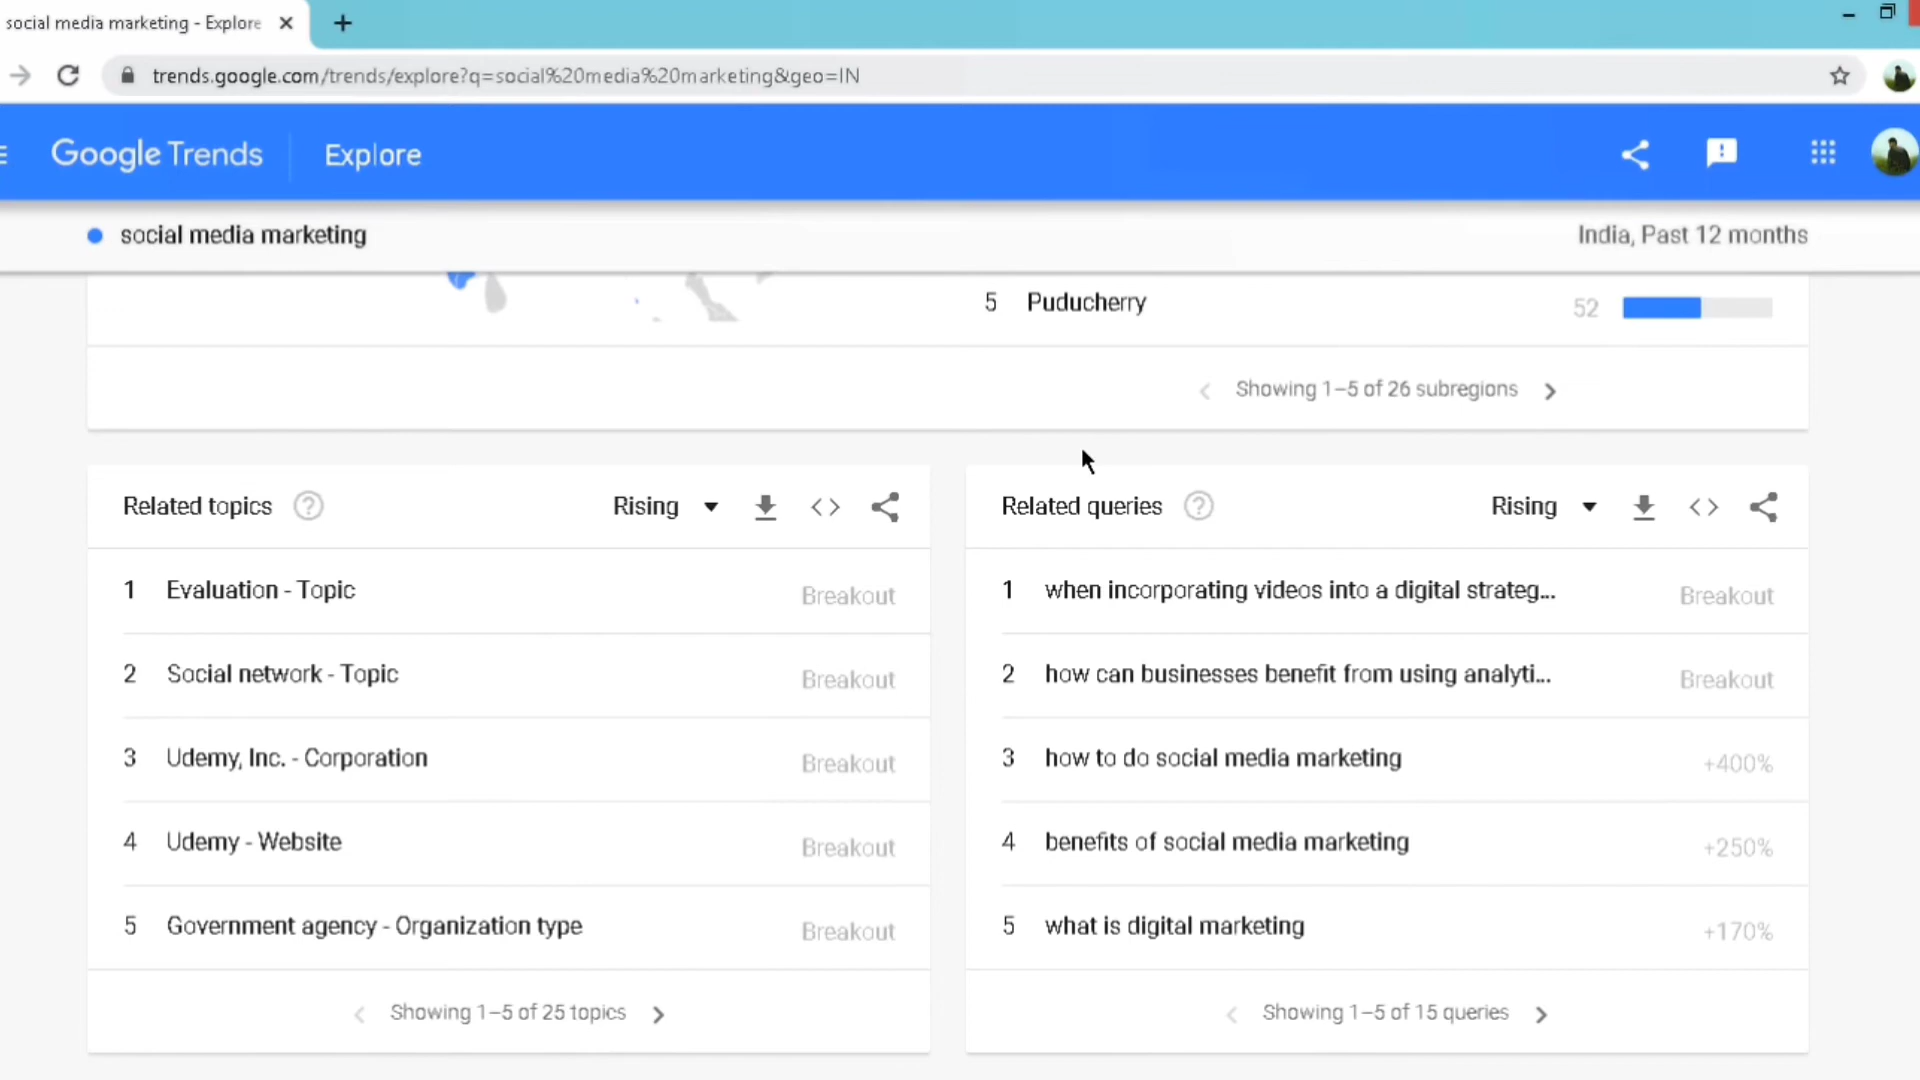 social media marketing - Explore
trends.google.com/trends/explore?q=social%20media%20marketing&geo=IN
Google Trends Explore
social media marketing India, Past 12 months
5 Puducherry 52
Showing 1–5 of 26 subregions
Related topics Rising
1 Evaluation - Topic Breakout
2 Social network - Topic Breakout
3 Udemy, Inc. - Corporation Breakout
4 Udemy - Website Breakout
5 Government agency - Organization type Breakout
Showing 1–5 of 25 topics
Related queries Rising
1 when incorporating videos into a digital strateg... Breakout
2 how can businesses benefit from using analyti... Breakout
3 how to do social media marketing +400%
4 benefits of social media marketing +250%
5 what is digital marketing +170%
Showing 1–5 of 15 queries